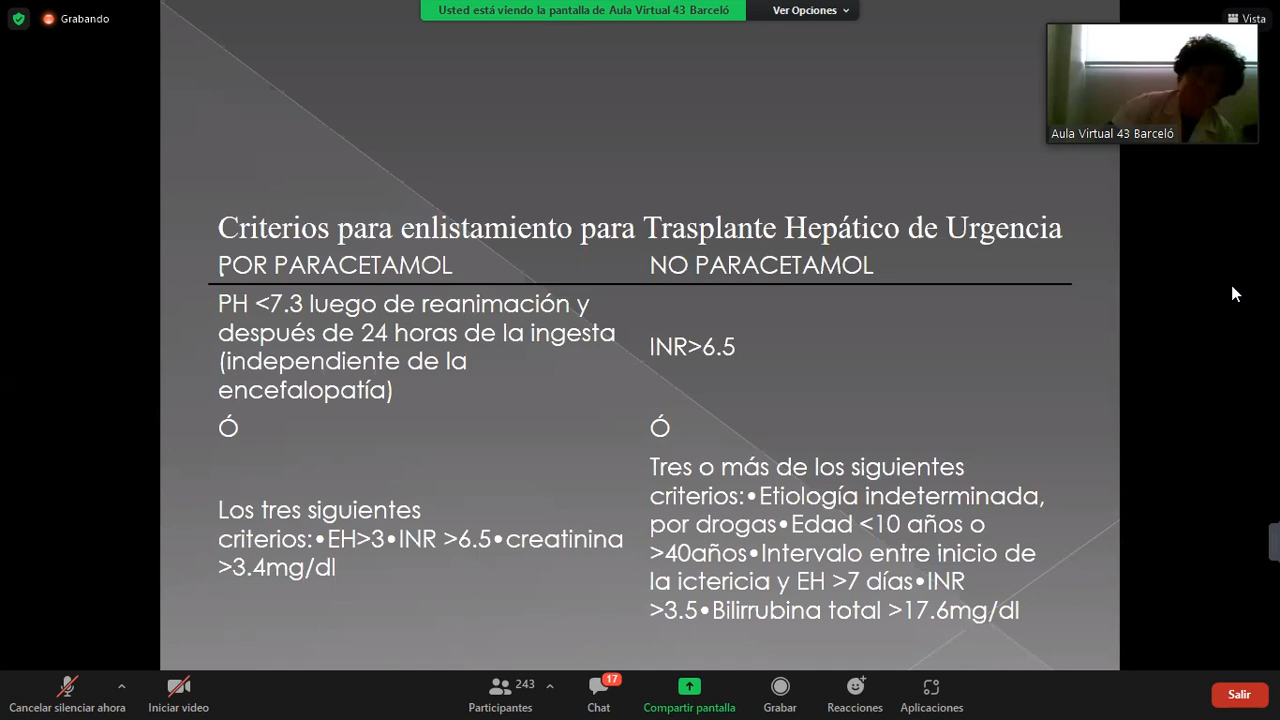 Grabando
Usted está viendo la pantalla de Aula Virtual 43 Barceló
Ver Opciones
Vista
Aula Virtual 43 Barceló
Criterios para enlistamiento para Trasplante Hepático de Urgencia
POR PARACETAMOL
NO PARACETAMOL
PH <7.3 luego de reanimación y
después de 24 horas de la ingesta
(independiente de la
encefalopatía)
INR>6.5
Ó
Ó
Los tres siguientes
criterios:•EH>3•INR >6.5•creatinina
>3.4mg/dl
Tres o más de los siguientes
criterios:•Etiología indeterminada,
por drogas•Edad <10 años o
>40años•Intervalo entre inicio de
la ictericia y EH >7 días•INR
>3.5•Bilirrubina total >17.6mg/dl
Cancelar silenciar ahora
Iniciar video
243
Participantes
17
Chat
Compartir pantalla
Grabar
Reacciones
Aplicaciones
Salir